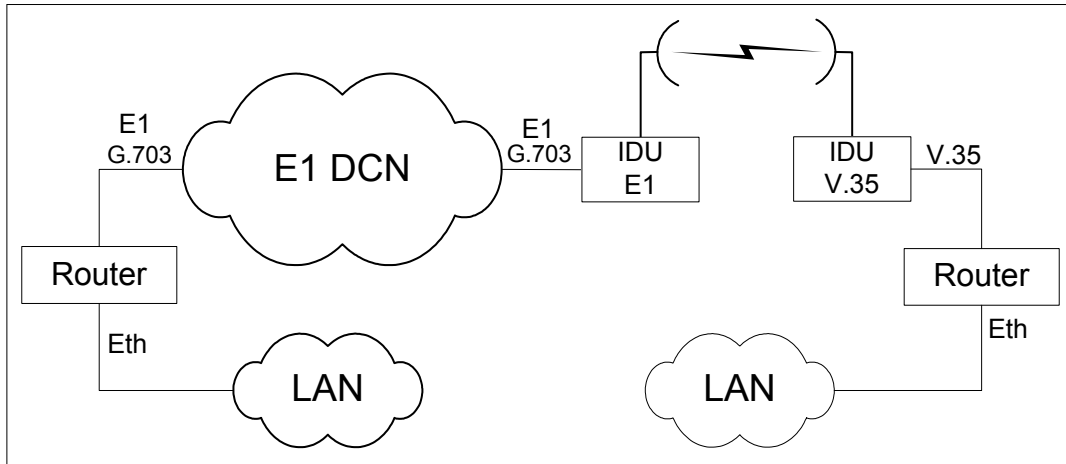 E1
G.703
E1 DCN
E1
G.703
IDU
E1
IDU
V.35
V.35
Router
Router
Eth
Eth
LAN
LAN